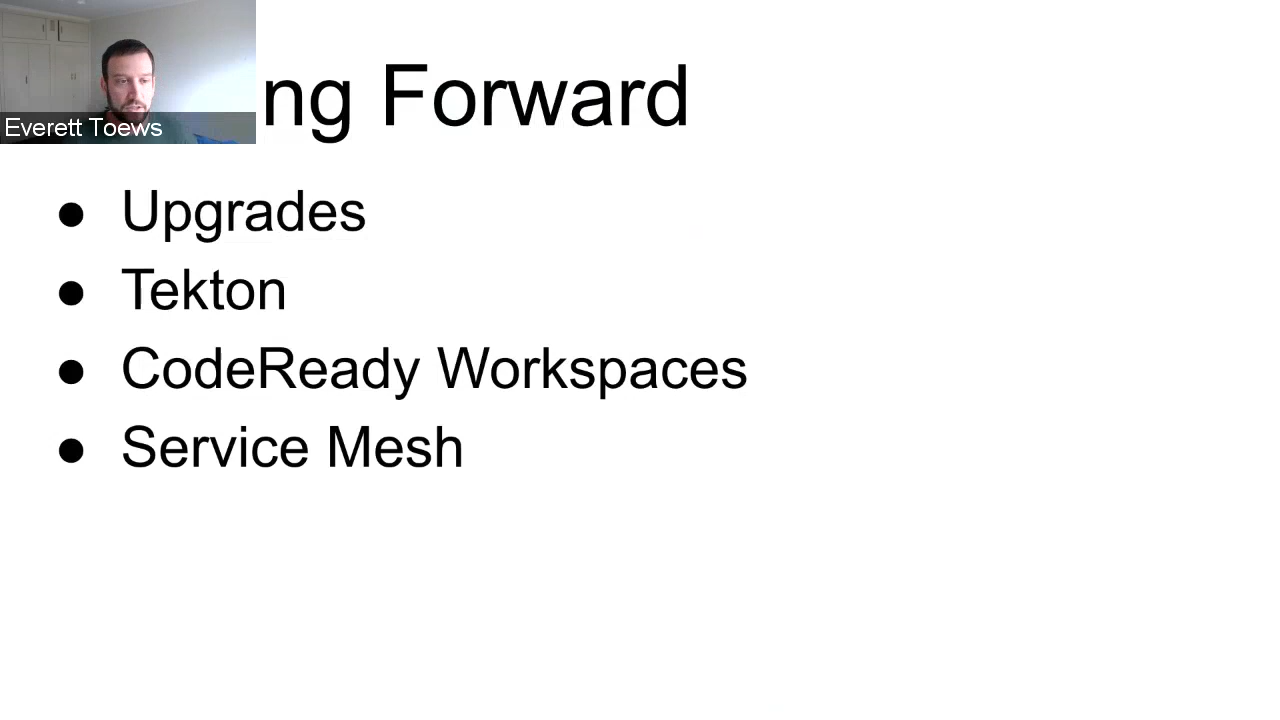 Everett Toews
ng Forward
● Upgrades
● Tekton
● CodeReady Workspaces
● Service Mesh